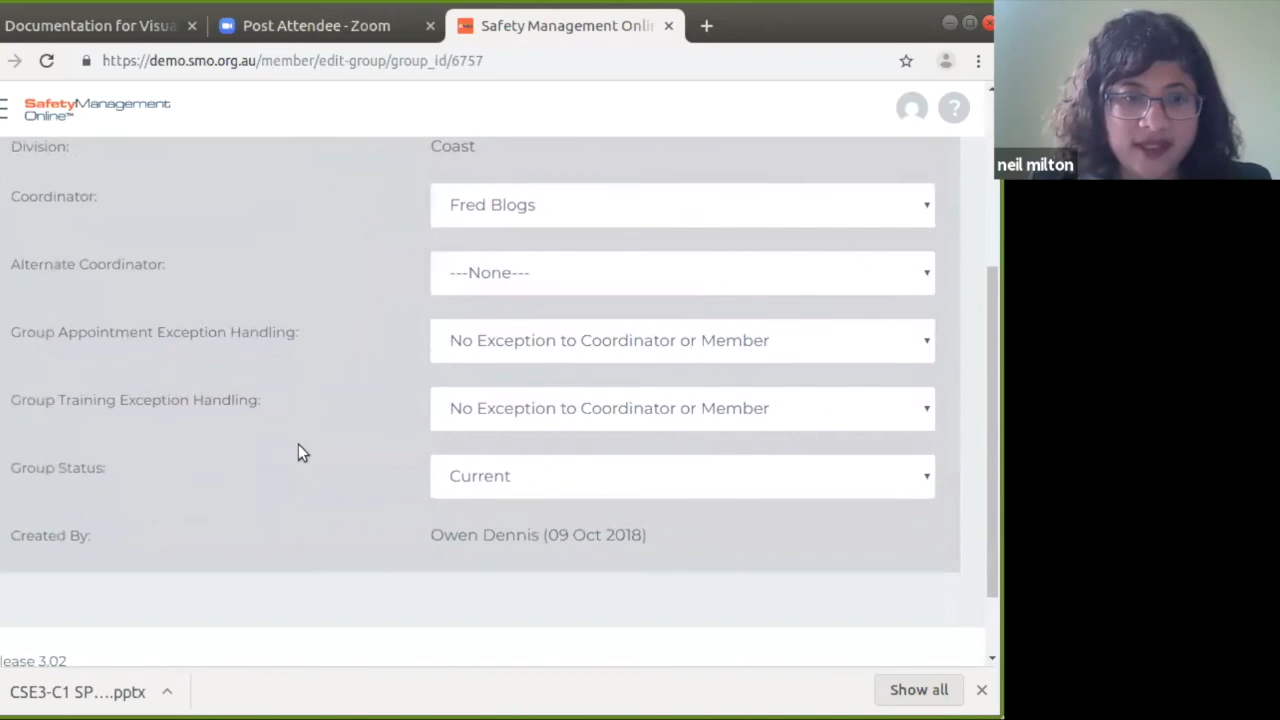 Documentation for Visua
Post Attendee - Zoom
Safety Management Onli
https://demo.smo.org.au/member/edit-group/group_id/6757
SafetyManagement
Online™
?
neil milton
Division:
Coast
Coordinator:
Fred Blogs
Alternate Coordinator:
---None---
Group Appointment Exception Handling:
No Exception to Coordinator or Member
Group Training Exception Handling:
No Exception to Coordinator or Member
Group Status:
Current
Created By:
Owen Dennis (09 Oct 2018)
lease 3.02
CSE3-C1 SP....pptx
Show all